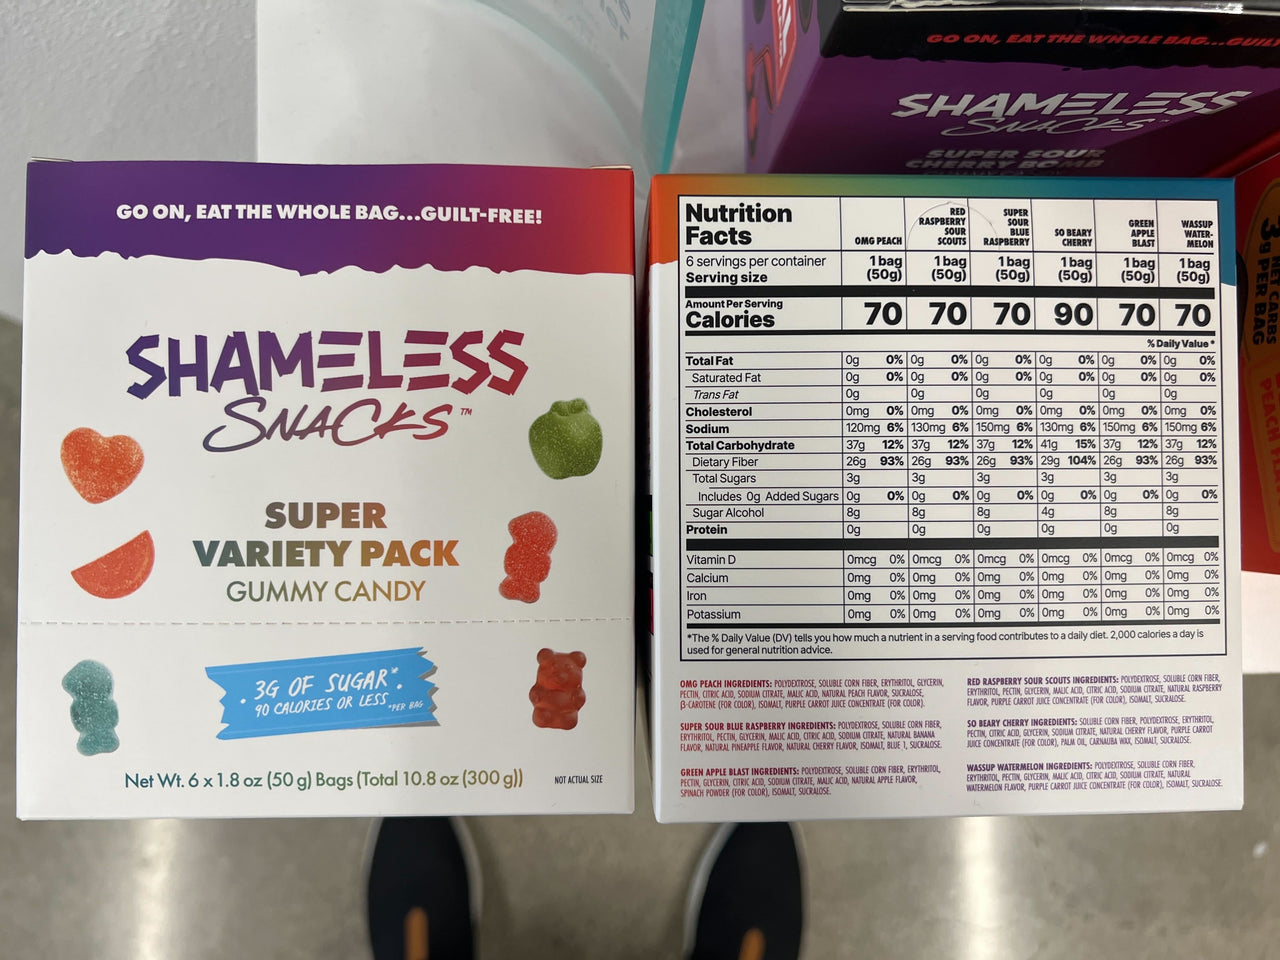 GO ON, EAT THE WHOLE BAG...GUILT-FREE!
SHAMELESS
SNACKS™
SUPER
VARIETY PACK
GUMMY CANDY
3G OF SUGAR*.
90 CALORIES OR LESS *PER BAG
Net Wt. 6 x 1.8 oz (50 g) Bags (Total 10.8 oz (300 g))
NOT ACTUAL SIZE
GO ON, EAT THE WHOLE BAG...
SHAMELESS
SNACKS™
SUPER SOUR
CHERRY BOMB
GUMMY CANDY
3g NET CARBS
PER BAG
Nutrition
Facts
OMG PEACH
RED RASPBERRY SOUR SCOUTS
SUPER SOUR BLUE RASPBERRY
SO BEARY CHERRY
GREEN APPLE BLAST
WASSUP WATER-MELON
6 servings per container
Serving size 1 bag (50g) 1 bag (50g) 1 bag (50g) 1 bag (50g) 1 bag (50g) 1 bag (50g)
Amount Per Serving
Calories 70 70 70 90 70 70
% Daily Value *
Total Fat 0g 0% 0g 0% 0g 0% 0g 0% 0g 0% 0g 0%
Saturated Fat 0g 0% 0g 0% 0g 0% 0g 0% 0g 0% 0g 0%
Trans Fat 0g 0g 0g 0g 0g 0g
Cholesterol 0mg 0% 0mg 0% 0mg 0% 0mg 0% 0mg 0% 0mg 0%
Sodium 120mg 6% 130mg 6% 150mg 6% 130mg 6% 150mg 6% 150mg 6%
Total Carbohydrate 37g 12% 37g 12% 37g 12% 41g 15% 37g 12% 37g 12%
Dietary Fiber 26g 93% 26g 93% 26g 93% 29g 104% 26g 93% 26g 93%
Total Sugars 3g 3g 3g 3g 3g 3g
Includes 0g Added Sugars 0g 0% 0g 0% 0g 0% 0g 0% 0g 0% 0g 0%
Sugar Alcohol 8g 8g 8g 4g 8g 8g
Protein 0g 0g 0g 0g 0g 0g
Vitamin D 0mcg 0% 0mcg 0% 0mcg 0% 0mcg 0% 0mcg 0% 0mcg 0%
Calcium 0mg 0% 0mg 0% 0mg 0% 0mg 0% 0mg 0% 0mg 0%
Iron 0mg 0% 0mg 0% 0mg 0% 0mg 0% 0mg 0% 0mg 0%
Potassium 0mg 0% 0mg 0% 0mg 0% 0mg 0% 0mg 0% 0mg 0%
*The % Daily Value (DV) tells you how much a nutrient in a serving food contributes to a daily diet. 2,000 calories a day is
used for general nutrition advice.
OMG PEACH INGREDIENTS: POLYDEXTROSE, SOLUBLE CORN FIBER, ERYTHRITOL, GLYCERIN,
PECTIN, CITRIC ACID, SODIUM CITRATE, MALIC ACID, NATURAL PEACH FLAVOR, SUCRALOSE,
β-CAROTENE (FOR COLOR), ISOMALT, PURPLE CARROT JUICE CONCENTRATE (FOR COLOR).
SUPER SOUR BLUE RASPBERRY INGREDIENTS: POLYDEXTROSE, SOLUBLE CORN FIBER,
ERYTHRITOL, PECTIN, GLYCERIN, MALIC ACID, CITRIC ACID, SODIUM CITRATE, NATURAL BANANA
FLAVOR, NATURAL PINEAPPLE FLAVOR, NATURAL CHERRY FLAVOR, ISOMALT, BLUE 1, SUCRALOSE.
GREEN APPLE BLAST INGREDIENTS: POLYDEXTROSE, SOLUBLE CORN FIBER, ERYTHRITOL,
PECTIN, GLYCERIN, CITRIC ACID, SODIUM CITRATE, MALIC ACID, NATURAL APPLE FLAVOR,
SPINACH POWDER (FOR COLOR), ISOMALT, SUCRALOSE.
RED RASPBERRY SOUR SCOUTS INGREDIENTS: POLYDEXTROSE, SOLUBLE CORN FIBER,
ERYTHRITOL, PECTIN, GLYCERIN, MALIC ACID, CITRIC ACID, SODIUM CITRATE, NATURAL RASPBERRY
FLAVOR, PURPLE CARROT JUICE CONCENTRATE (FOR COLOR), ISOMALT, SUCRALOSE.
SO BEARY CHERRY INGREDIENTS: SOLUBLE CORN FIBER, POLYDEXTROSE, ERYTHRITOL,
PECTIN, CITRIC ACID, GLYCERIN, SODIUM CITRATE, NATURAL CHERRY FLAVOR, PURPLE CARROT
JUICE CONCENTRATE (FOR COLOR), PALM OIL, CARNAUBA WAX, ISOMALT, SUCRALOSE.
WASSUP WATERMELON INGREDIENTS: POLYDEXTROSE, SOLUBLE CORN FIBER,
ERYTHRITOL, PECTIN, GLYCERIN, CITRIC ACID, MALIC ACID, SODIUM CITRATE, NATURAL
WATERMELON FLAVOR, PURPLE CARROT JUICE CONCENTRATE (FOR COLOR), ISOMALT, SUCRALOSE.